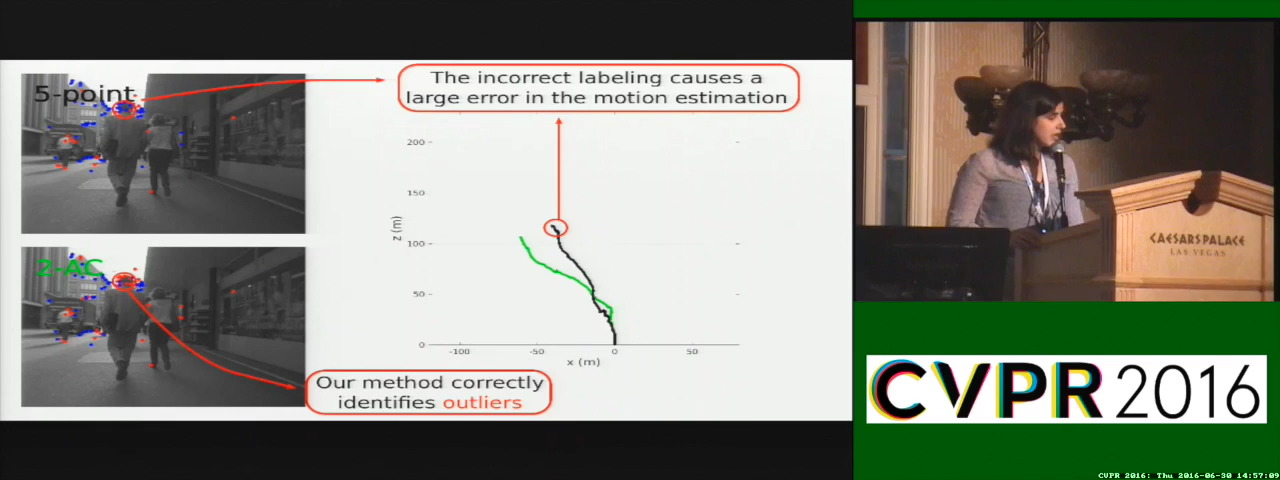 5-point
The incorrect labeling causes a
large error in the motion estimation
200
150
z (m)
100
50
0
-100
-50
0
50
x (m)
2-AC
Our method correctly
identifies outliers
CAESARS PALACE
LAS VEGAS
CVPR 2016
CVPR 2016: Thu 2016-06-30 14:57:09